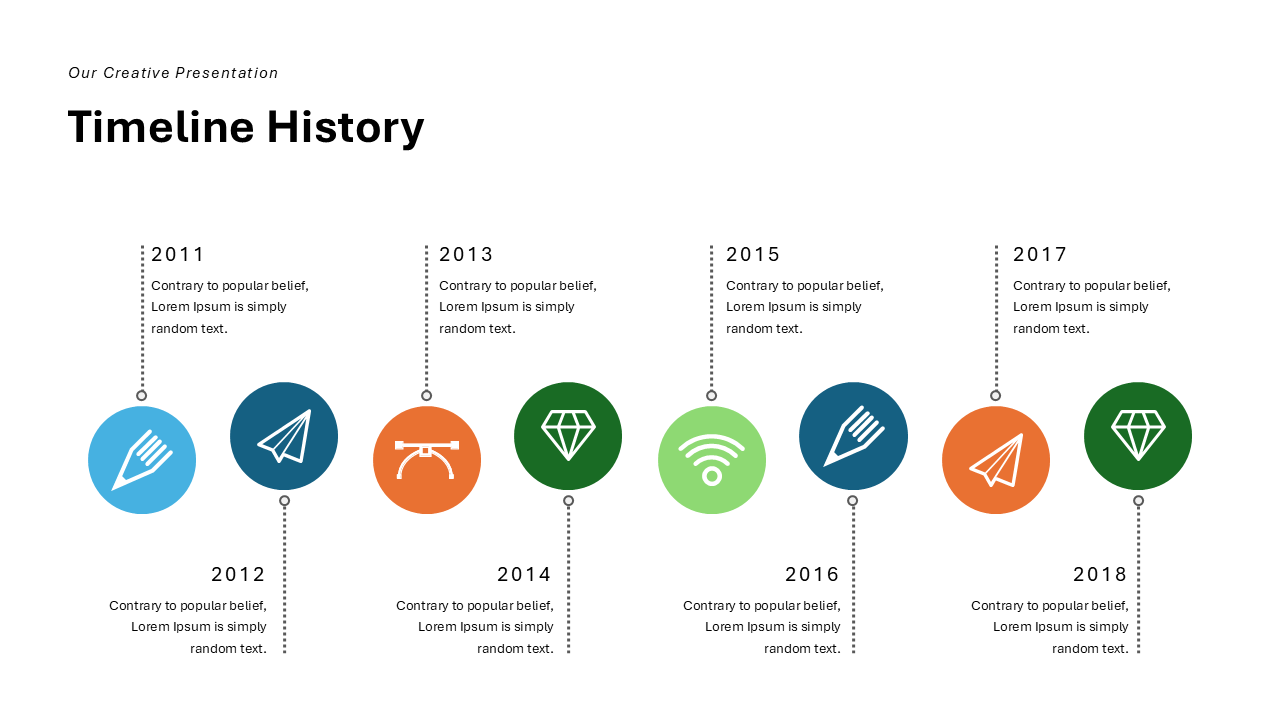 Our Creative Presentation
Timeline History
2011
Contrary to popular belief,
Lorem Ipsum is simply
random text.
2013
Contrary to popular belief,
Lorem Ipsum is simply
random text.
2015
Contrary to popular belief,
Lorem Ipsum is simply
random text.
2017
Contrary to popular belief,
Lorem Ipsum is simply
random text.
2012
Contrary to popular belief,
Lorem Ipsum is simply
random text.
2014
Contrary to popular belief,
Lorem Ipsum is simply
random text.
2016
Contrary to popular belief,
Lorem Ipsum is simply
random text.
2018
Contrary to popular belief,
Lorem Ipsum is simply
random text.